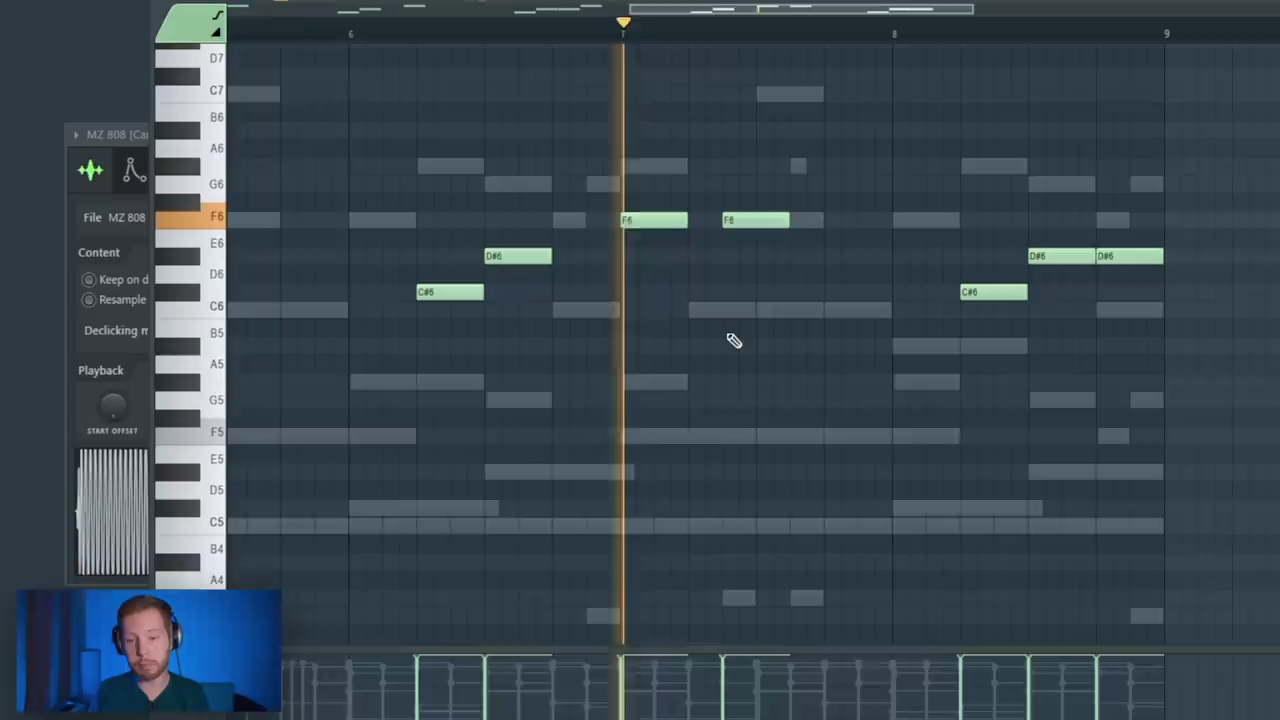 6
7
8
9
D7
C7
B6
A6
G6
F6
E6
D6
C6
B5
A5
G5
F5
E5
D5
C5
B4
A4
F6
F6
D#6
D#6
D#6
C#6
C#6
MZ 808 [Ca
File MZ 808
Content
Keep on d
Resample
Declicking m
Playback
START OFFSET